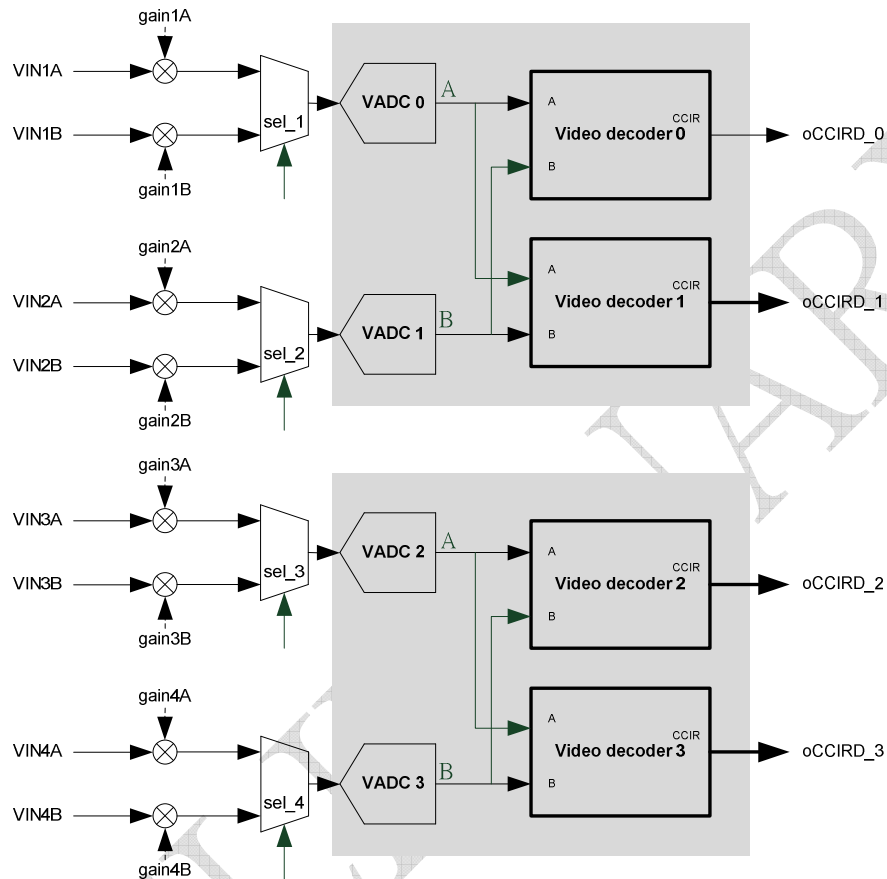 gain1A
VIN1A
VADC 0
A
A
CCIR
Video decoder 0
oCCIRD_0
VIN1B
sel_1
B
gain1B
gain2A
A
CCIR
VIN2A
Video decoder 1
oCCIRD_1
VADC 1
B
B
sel_2
VIN2B
gain2B
gain3A
VIN3A
VADC 2
A
A
CCIR
Video decoder 2
oCCIRD_2
sel_3
VIN3B
B
gain3B
gain4A
A
CCIR
VIN4A
Video decoder 3
oCCIRD_3
VADC 3
B
B
sel_4
VIN4B
gain4B